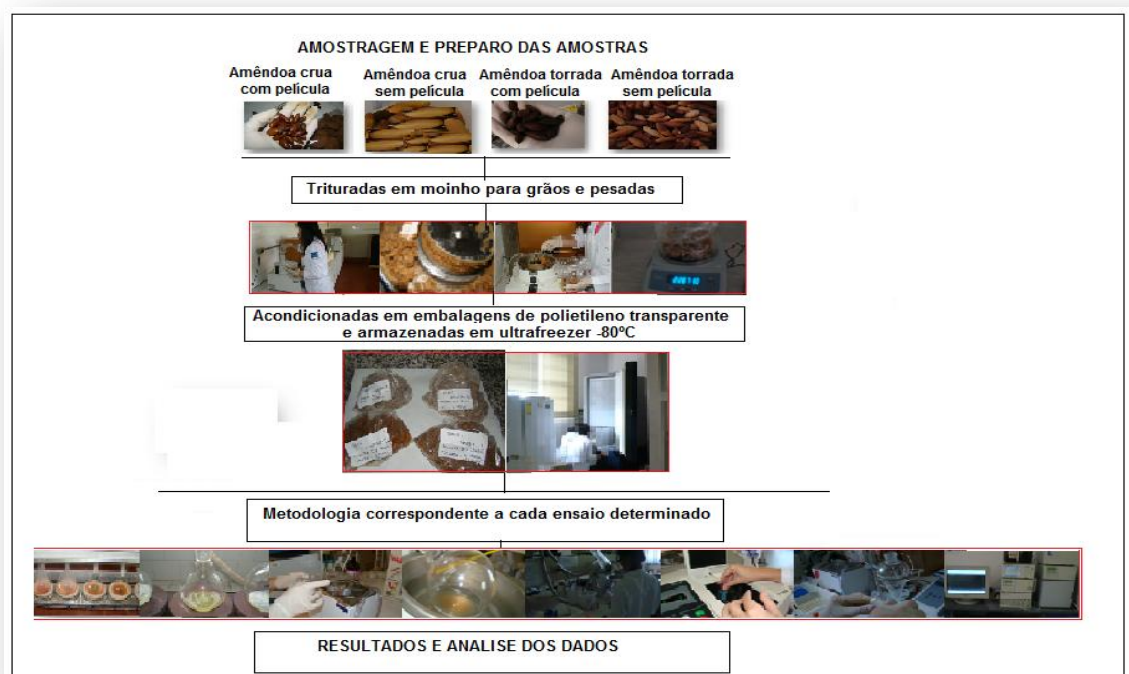 AMOSTRAGEM E PREPARO DAS AMOSTRAS
Amêndoa crua
com película
Amêndoa crua
sem película
Amêndoa torrada
com película
Amêndoa torrada
sem película
Trituradas em moinho para grãos e pesadas
Acondicionadas em embalagens de polietileno transparente
e armazenadas em ultrafreezer -80ºC
Metodologia correspondente a cada ensaio determinado
RESULTADOS E ANALISE DOS DADOS